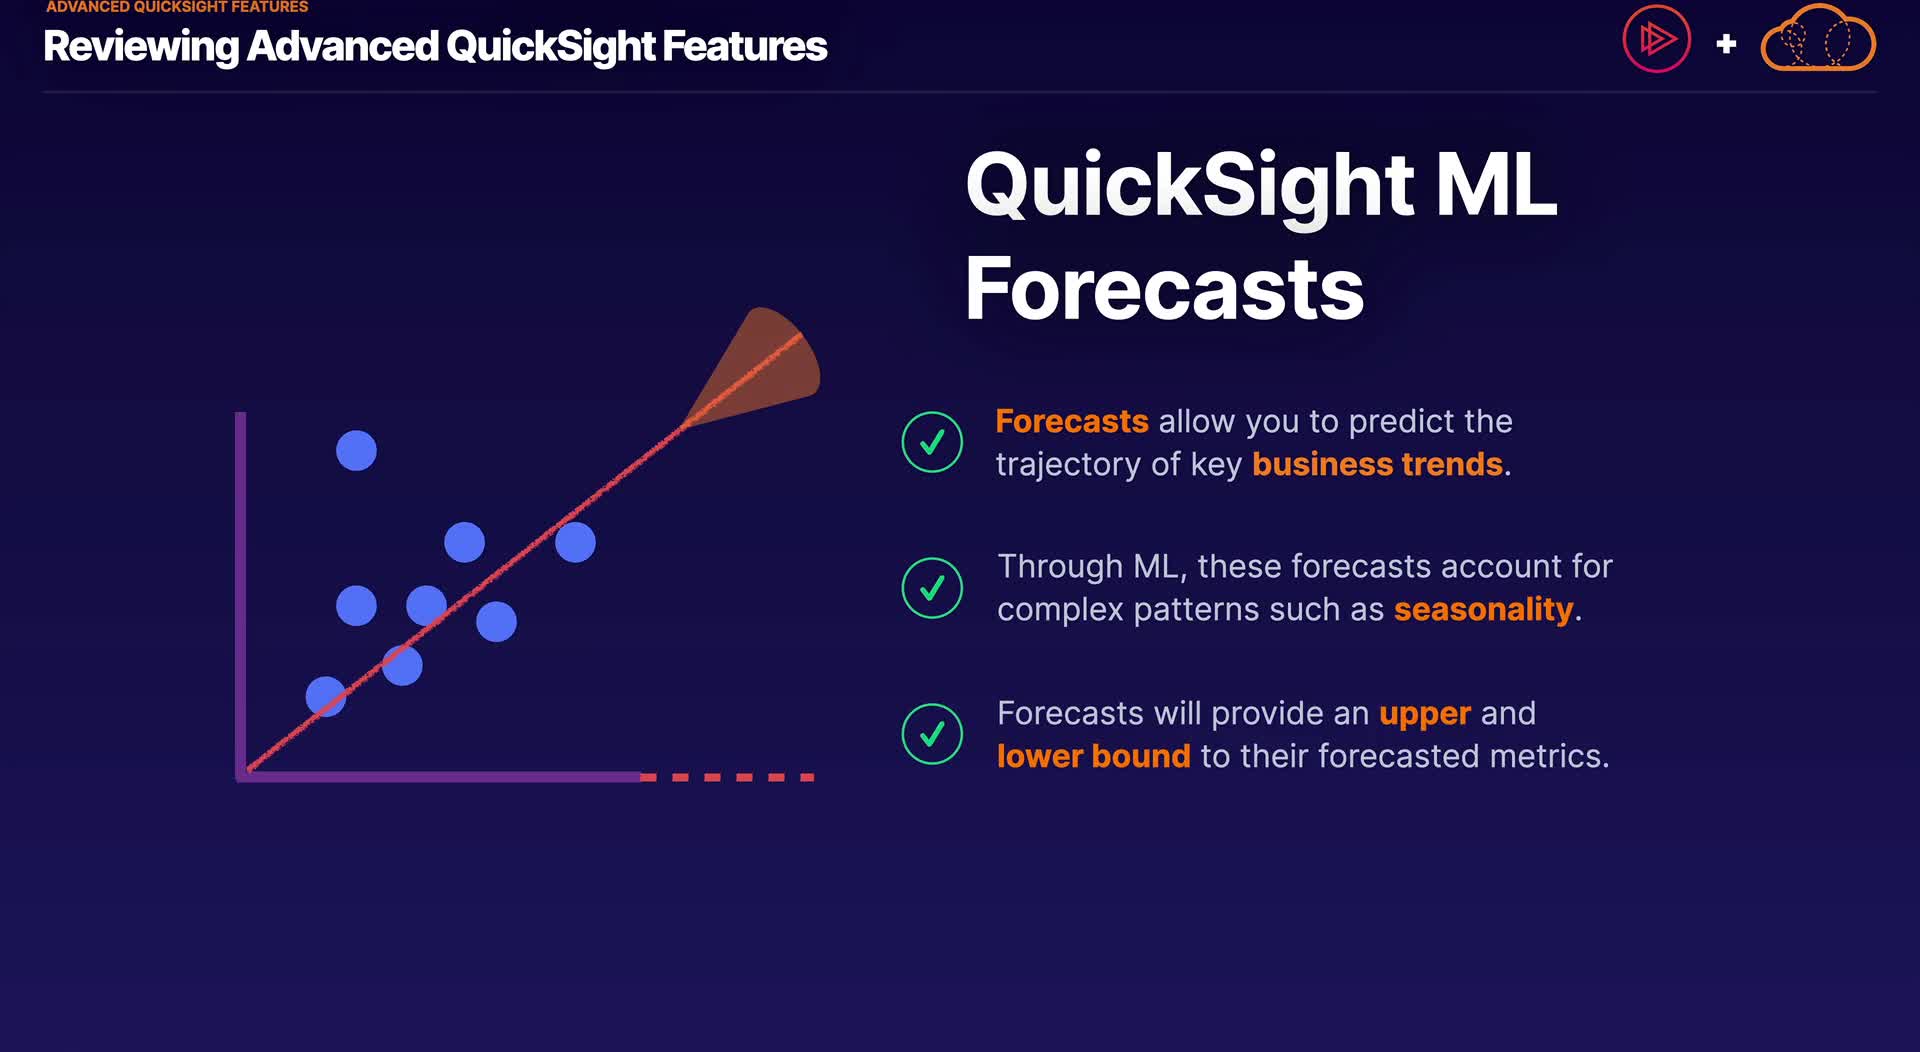 ADVANCED QUICKSIGHT FEATURES
Reviewing Advanced QuickSight Features
+
QuickSight ML
Forecasts
Forecasts allow you to predict the
trajectory of key business trends.
Through ML, these forecasts account for
complex patterns such as seasonality.
Forecasts will provide an upper and
lower bound to their forecasted metrics.